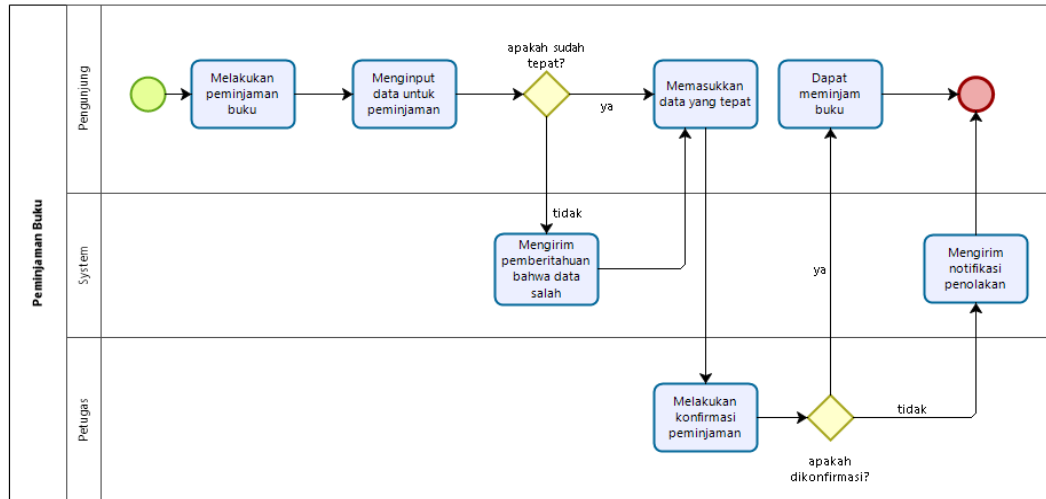 Peminjaman Buku
Pengunjung
Melakukan
peminjaman
buku
Menginput
data untuk
peminjaman
apakah sudah
tepat?
ya
Memasukkan
data yang tepat
Dapat
meminjam
buku
System
tidak
Mengirim
pemberitahuan
bahwa data
salah
ya
Mengirim
notifikasi
penolakan
Petugas
Melakukan
konfirmasi
peminjaman
tidak
apakah
dikonfirmasi?